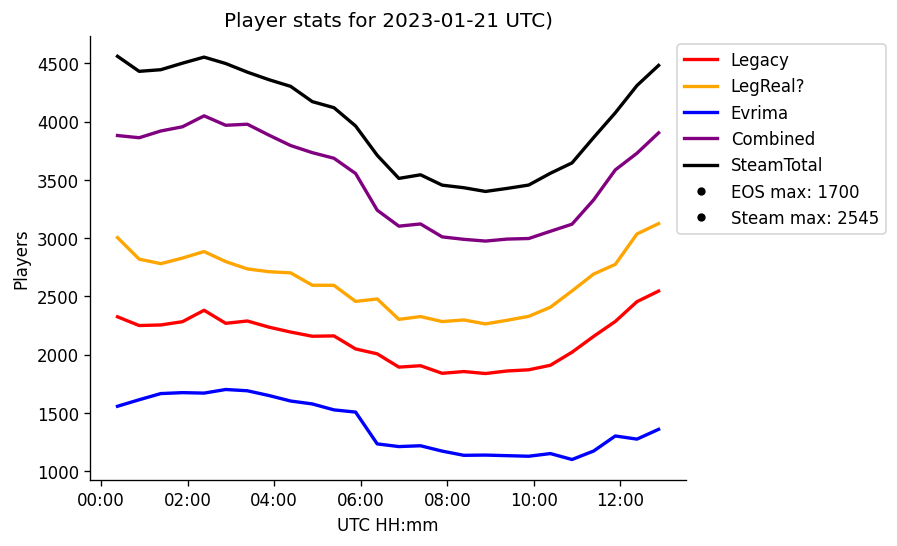 Player stats for 2023-01-21 UTC)
Legacy
LegReal?
Evrima
Combined
SteamTotal
EOS max: 1700
Steam max: 2545
Players
4500
4000
3500
3000
2500
2000
1500
1000
00:00 02:00 04:00 06:00 08:00 10:00 12:00
UTC HH:mm